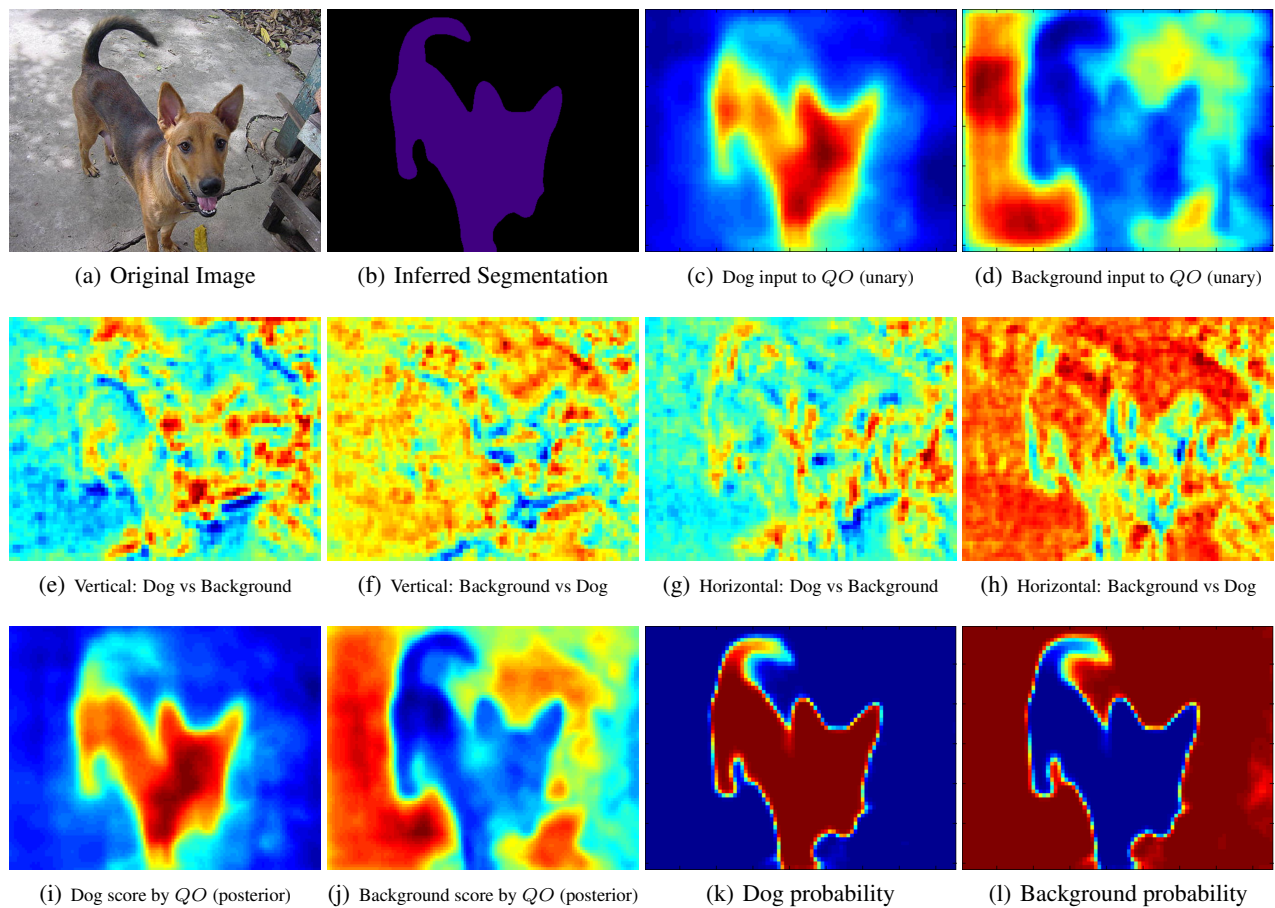 (a) Original Image
(b) Inferred Segmentation
(c) Dog input to QO (unary)
(d) Background input to QO (unary)
(e) Vertical: Dog vs Background
(f) Vertical: Background vs Dog
(g) Horizontal: Dog vs Background
(h) Horizontal: Background vs Dog
(i) Dog score by QO (posterior)
(j) Background score by QO (posterior)
(k) Dog probability
(l) Background probability